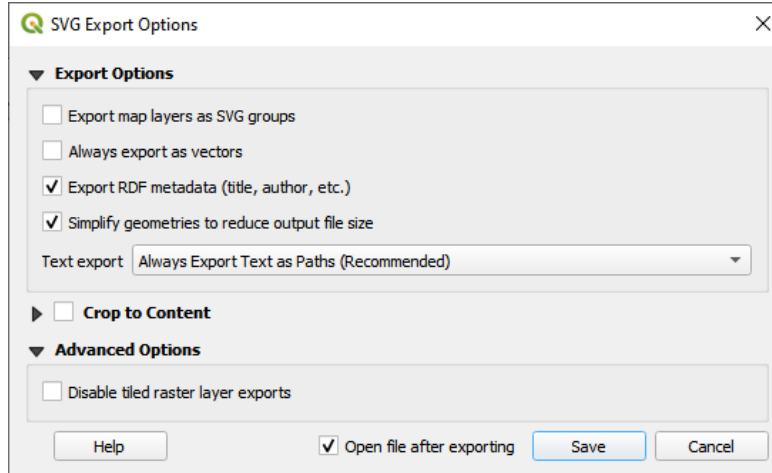 SVG Export Options
Export Options
Export map layers as SVG groups
Always export as vectors
Export RDF metadata (title, author, etc.)
Simplify geometries to reduce output file size
Text export Always Export Text as Paths (Recommended)
Crop to Content
Advanced Options
Disable tiled raster layer exports
Help Open file after exporting Save Cancel